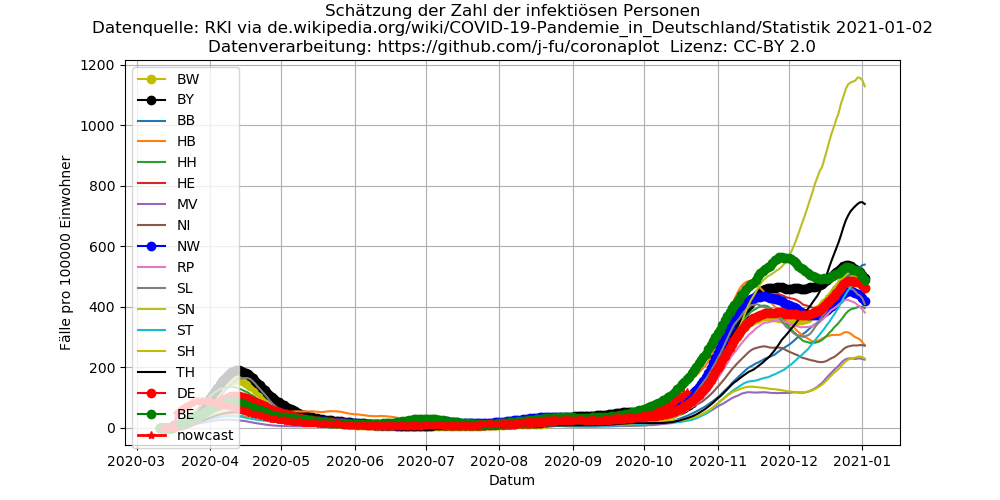 Schätzung der Zahl der infektiösen Personen
Datenquelle: RKI via de.wikipedia.org/wiki/COVID-19-Pandemie_in_Deutschland/Statistik 2021-01-02
Datenverarbeitung: https://github.com/j-fu/coronaplot  Lizenz: CC-BY 2.0
Fälle pro 100000 Einwohner
1200
1000
800
600
400
200
0
BW
BY
BB
HB
HH
HE
MV
NI
NW
RP
SL
SN
ST
SH
TH
DE
BE
nowcast
2020-03 2020-04 2020-05 2020-06 2020-07 2020-08 2020-09 2020-10 2020-11 2020-12 2021-01
Datum